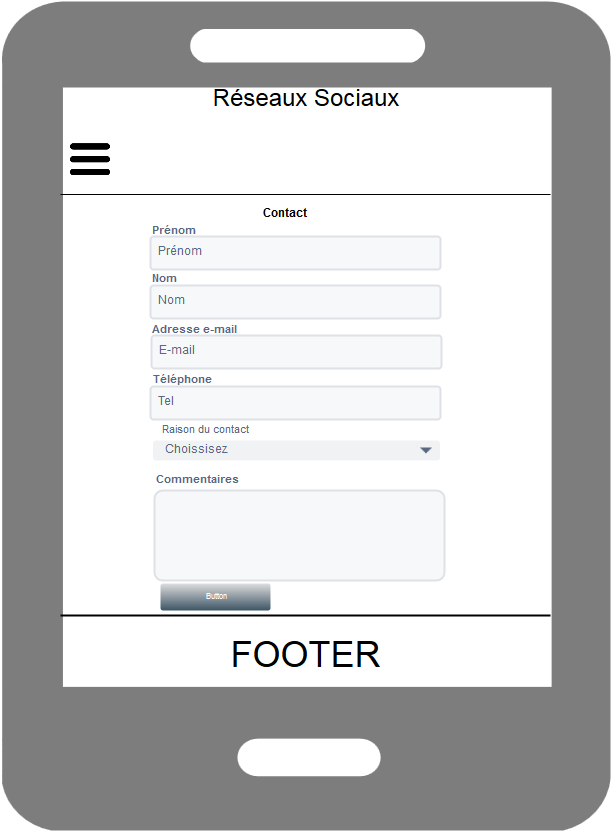 Réseaux Sociaux
Contact
Prénom
Prénom
Nom
Nom
Adresse e-mail
E-mail
Téléphone
Tel
Raison du contact
Choissisez
Commentaires
Button
FOOTER